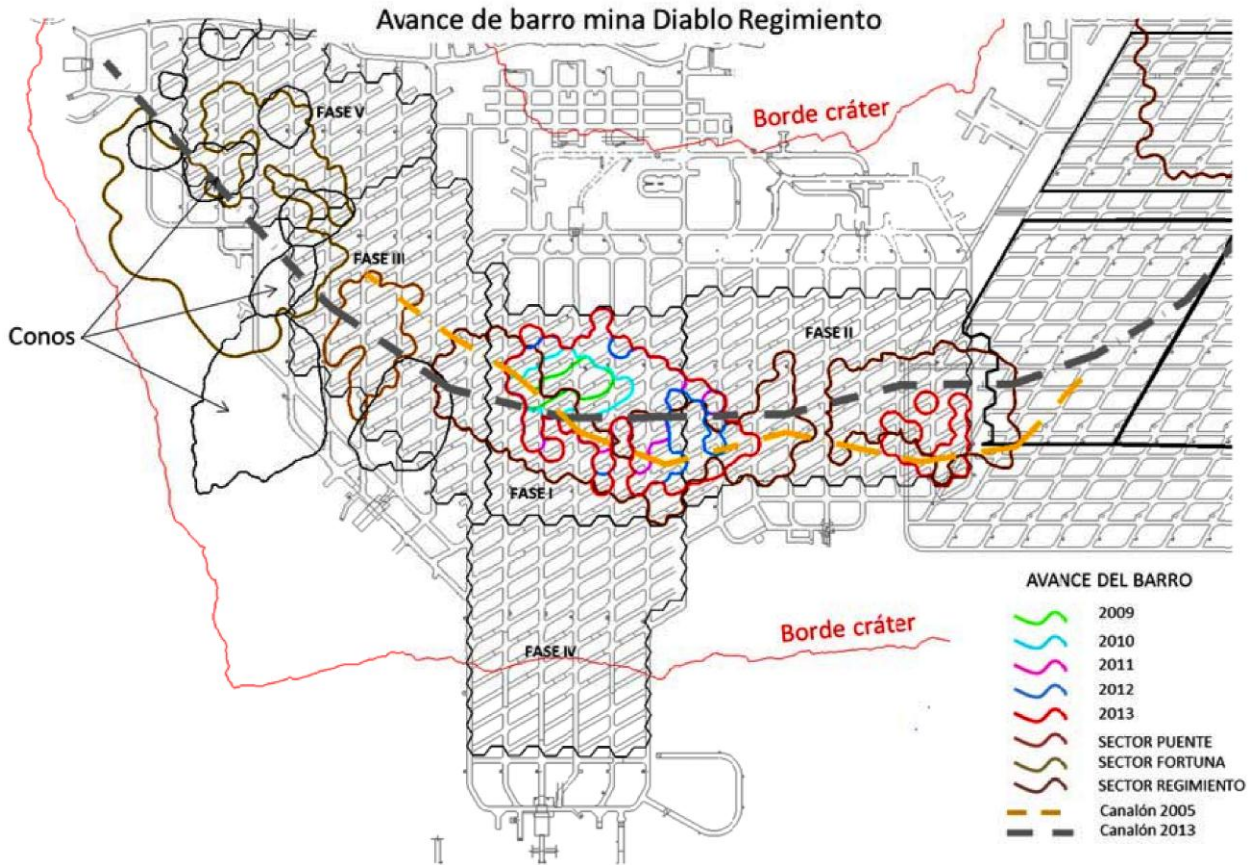 Avance de barro mina Diablo Regimiento
Borde cráter
FASE V
FASE III
FASE II
Conos
FASE I
FASE IV
Borde cráter
AVANCE DEL BARRO
2009
2010
2011
2012
2013
SECTOR PUENTE
SECTOR FORTUNA
SECTOR REGIMIENTO
Canalón 2005
Canalón 2013